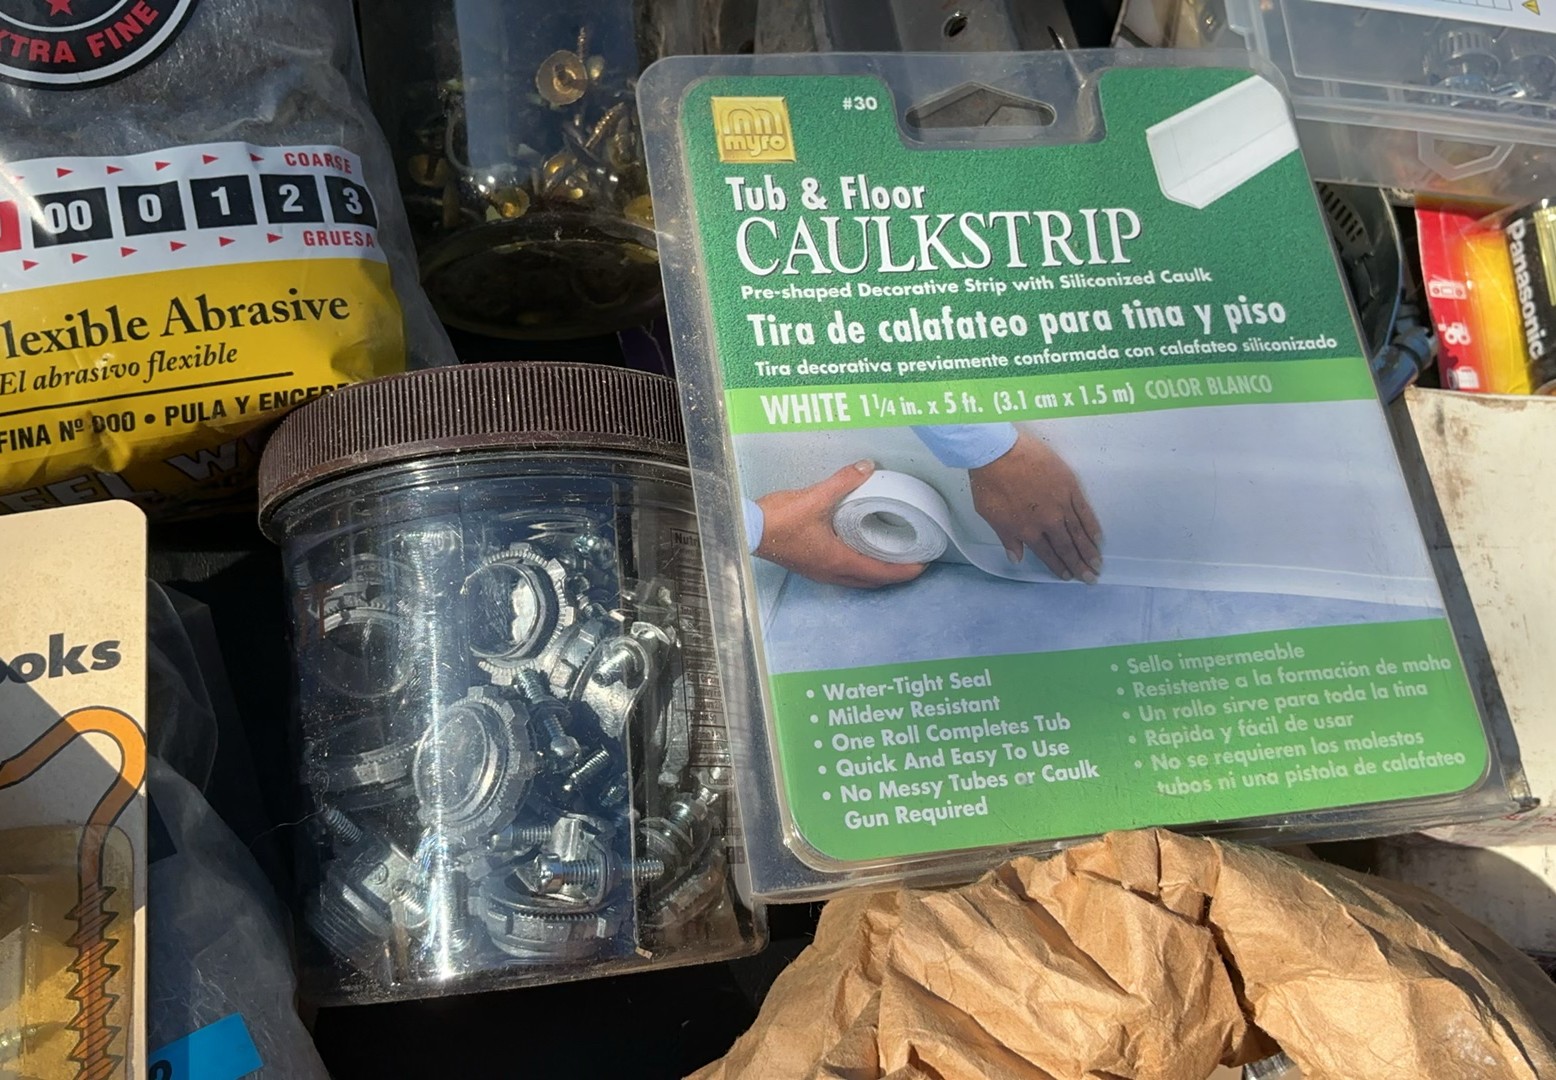 XTRA FINE
COARSE
00 0 1 2 3
GRUESA
Flexible Abrasive
El abrasivo flexible
FINA Nº 000 • PULA Y ENCERE
ooks
myro
#30
Tub & Floor
CAULKSTRIP
Pre-shaped Decorative Strip with Siliconized Caulk
Tira de calafateo para tina y piso
Tira decorativa previamente conformada con calafateo siliconizado
WHITE 1 1/4 in. x 5 ft. (3.1 cm x 1.5 m) COLOR BLANCO
• Water-Tight Seal
• Mildew Resistant
• One Roll Completes Tub
• Quick And Easy To Use
• No Messy Tubes or Caulk
Gun Required
• Sello impermeable
• Resistente a la formación de moho
• Un rollo sirve para toda la tina
• Rápida y fácil de usar
• No se requieren los molestos
tubos ni una pistola de calafateo
Panasonic